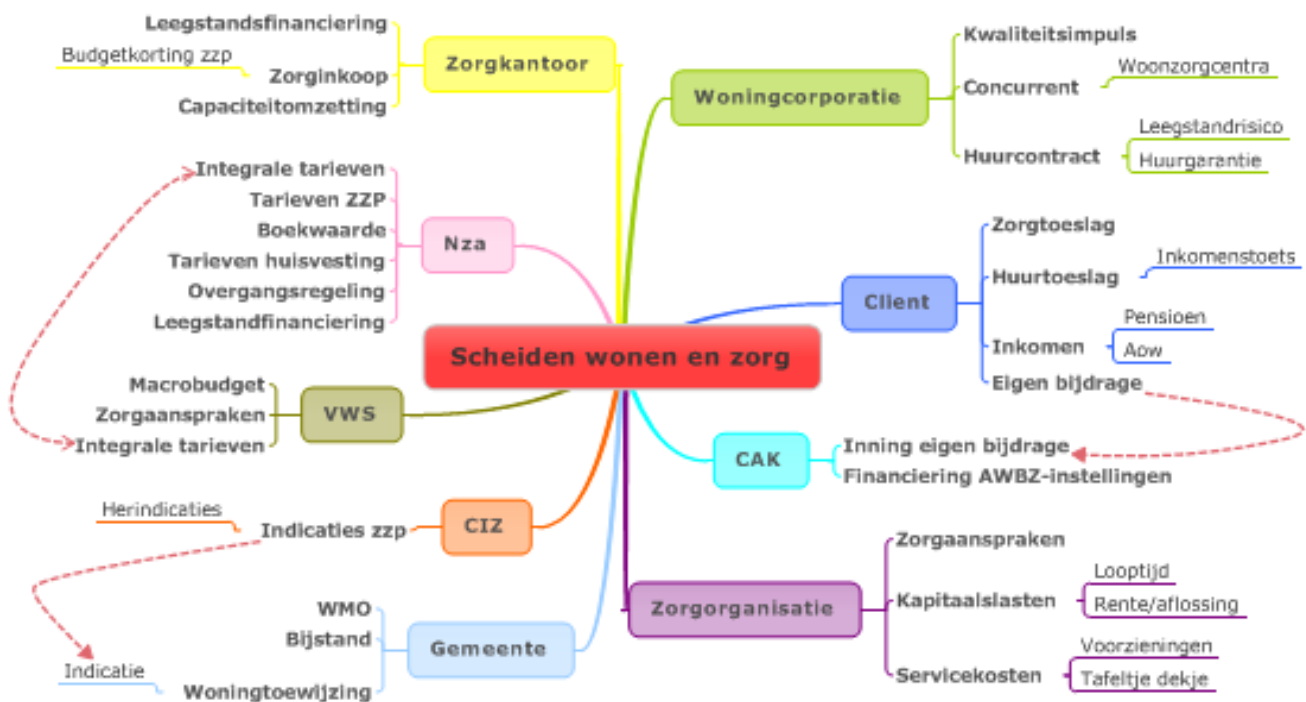 Scheiden wonen en zorg
Zorgkantoor
Leegstandsfinanciering
Zorginkoop
Budgetkorting zzp
Capaciteitomzetting
Nza
Integrale tarieven
Tarieven ZZP
Boekwaarde
Tarieven huisvesting
Overgangsregeling
Leegstandfinanciering
VWS
Macrobudget
Zorgaanspraken
Integrale tarieven
CIZ
Indicaties zzp
Herindicaties
Gemeente
WMO
Bijstand
Woningtoewijzing
Indicatie
Woningcorporatie
Kwaliteitsimpuls
Concurrent
Woonzorgcentra
Huurcontract
Leegstandrisico
Huurgarantie
Client
Zorgtoeslag
Huurtoeslag
Inkomenstoets
Inkomen
Pensioen
Aow
Eigen bijdrage
CAK
Inning eigen bijdrage
Financiering AWBZ-instellingen
Zorgorganisatie
Zorgaanspraken
Kapitaalslasten
Looptijd
Rente/aflossing
Servicekosten
Voorzieningen
Tafeltje dekje